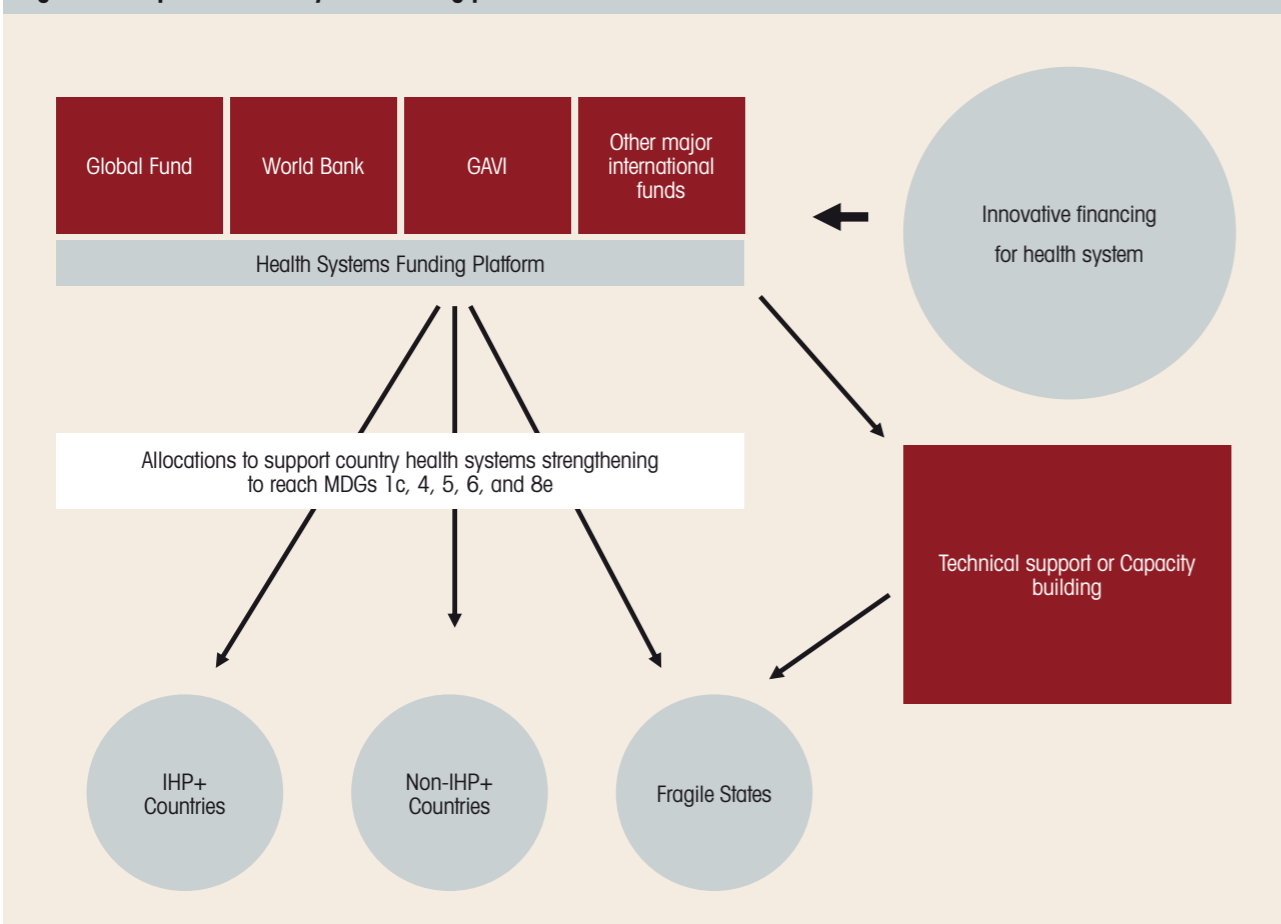 Global Fund
World Bank
GAVI
Other major
international
funds
Health Systems Funding Platform
Innovative financing
for health system
Allocations to support country health systems strengthening
to reach MDGs 1c, 4, 5, 6, and 8e
Technical support or Capacity
building
IHP+
Countries
Non-IHP+
Countries
Fragile States